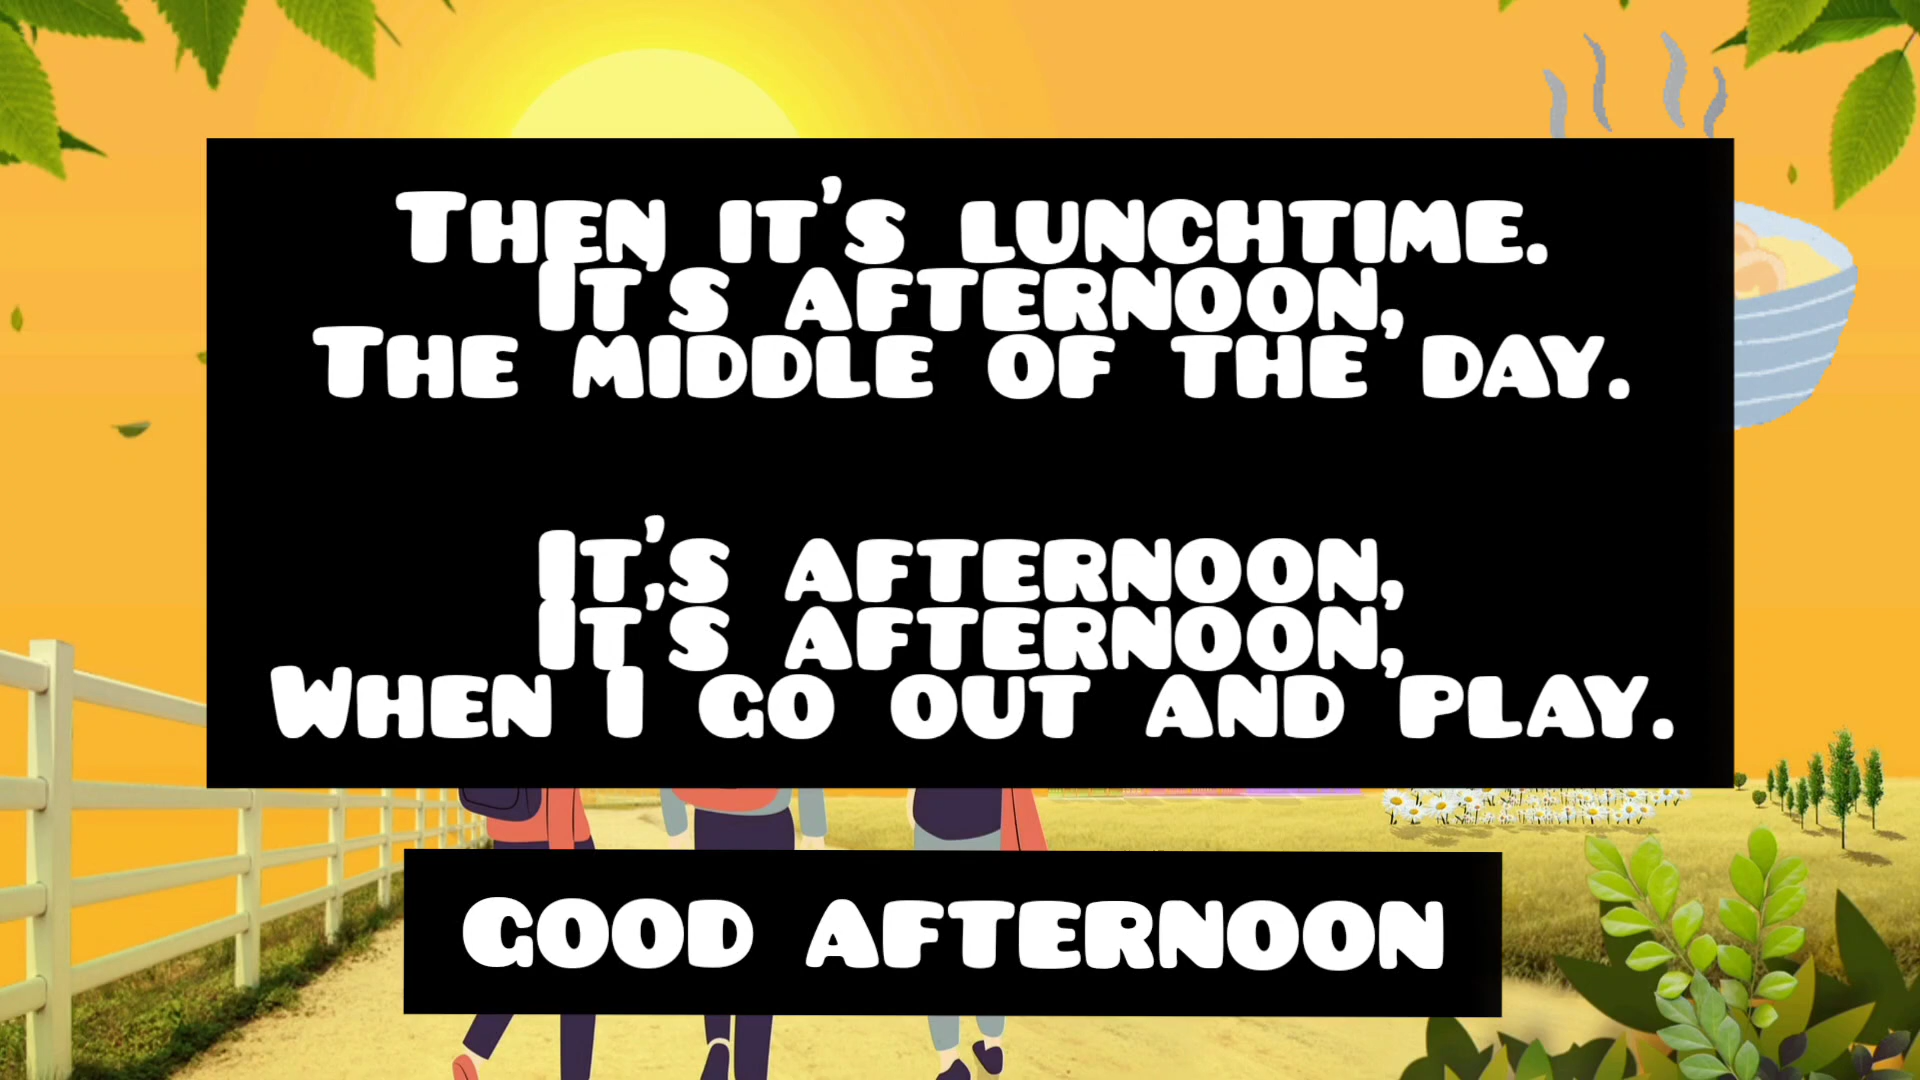 Then it's lunchtime.
It's afternoon,
The middle of the day.
It's afternoon,
It's afternoon,
When I go out and play.
GOOD AFTERNOON